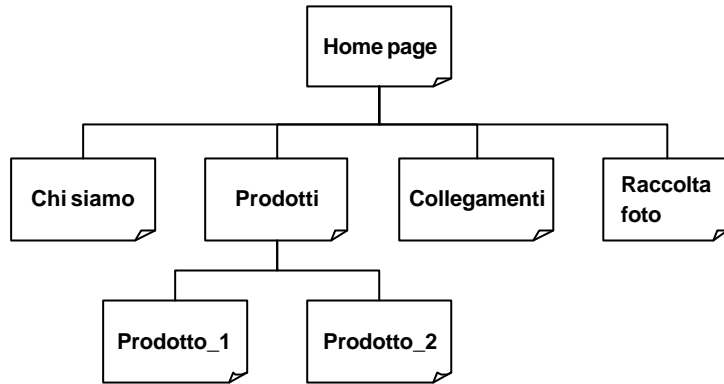 Home page
Chi siamo
Prodotti
Collegamenti
Raccolta
foto
Prodotto_1
Prodotto_2